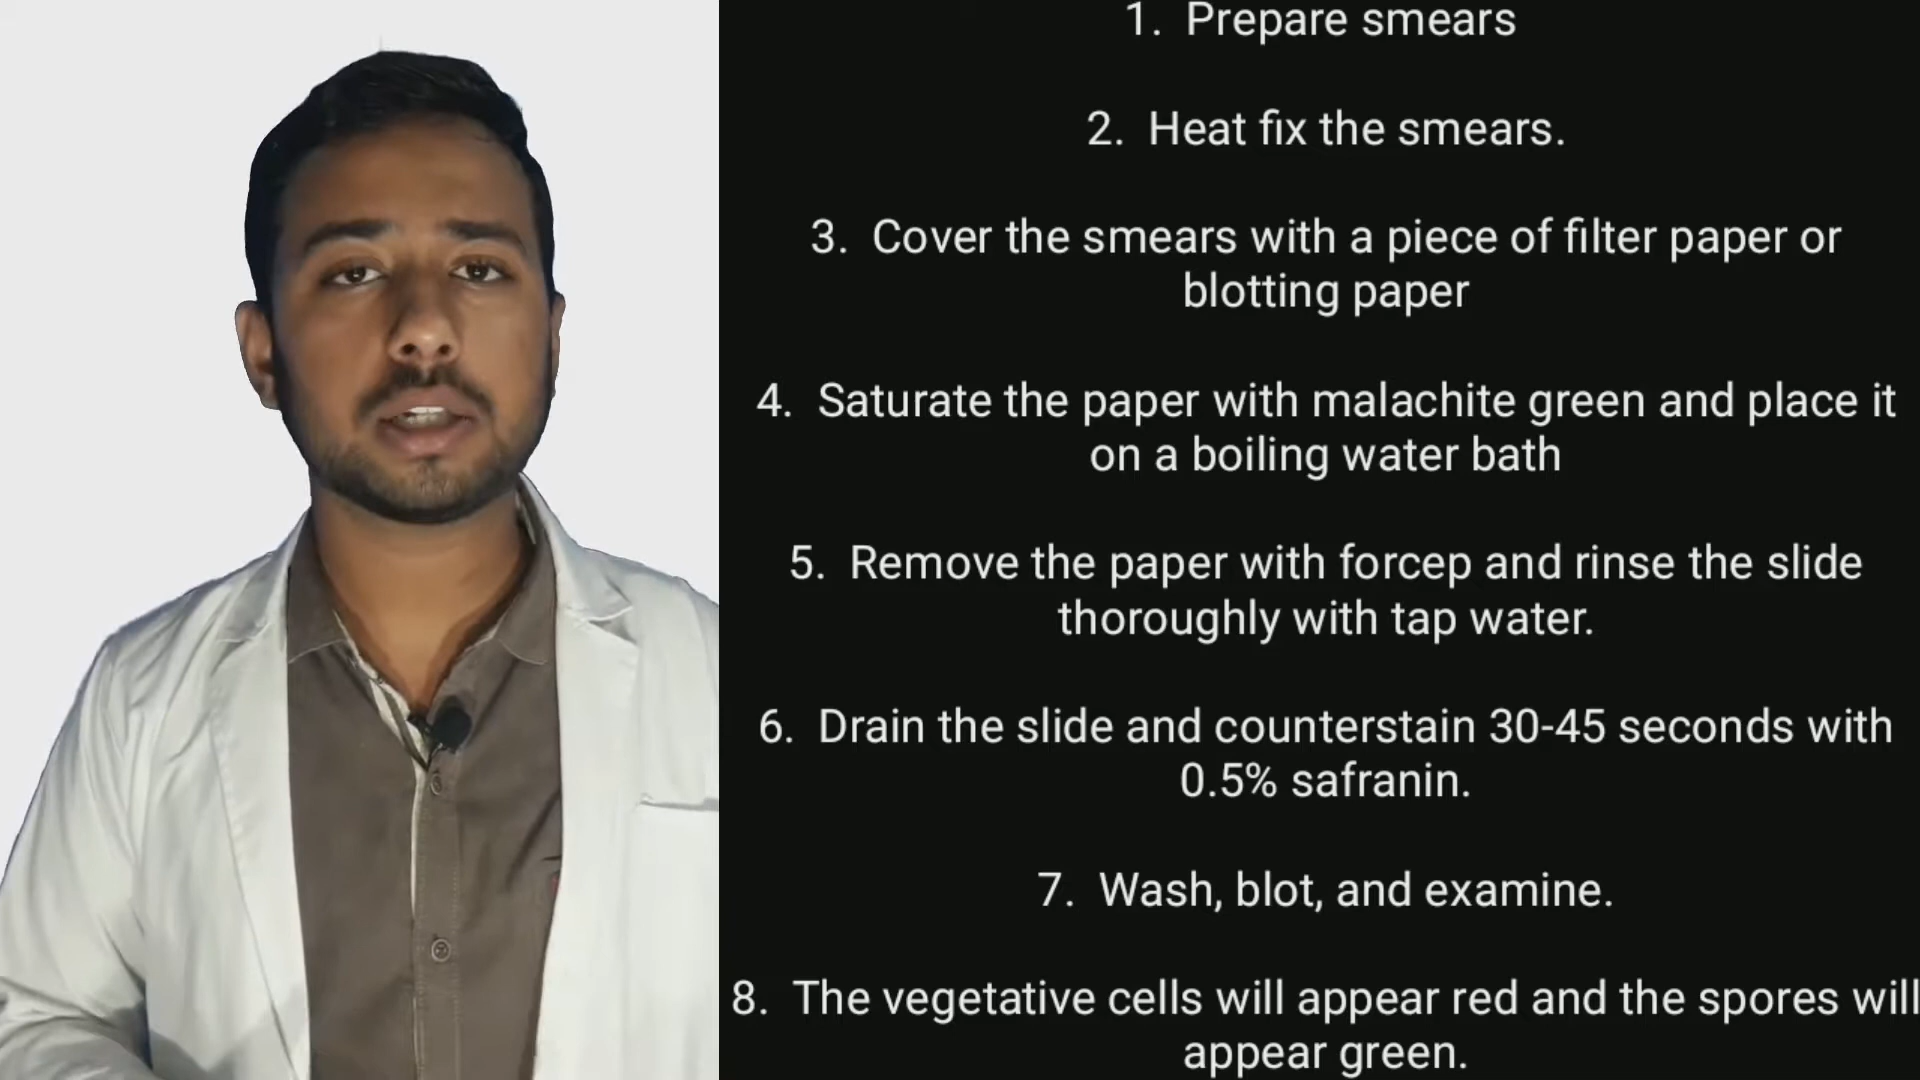 1. Prepare smears
2. Heat fix the smears.
3. Cover the smears with a piece of filter paper or
blotting paper
4. Saturate the paper with malachite green and place it
on a boiling water bath
5. Remove the paper with forcep and rinse the slide
thoroughly with tap water.
6. Drain the slide and counterstain 30-45 seconds with
0.5% safranin.
7. Wash, blot, and examine.
8. The vegetative cells will appear red and the spores will
appear green.